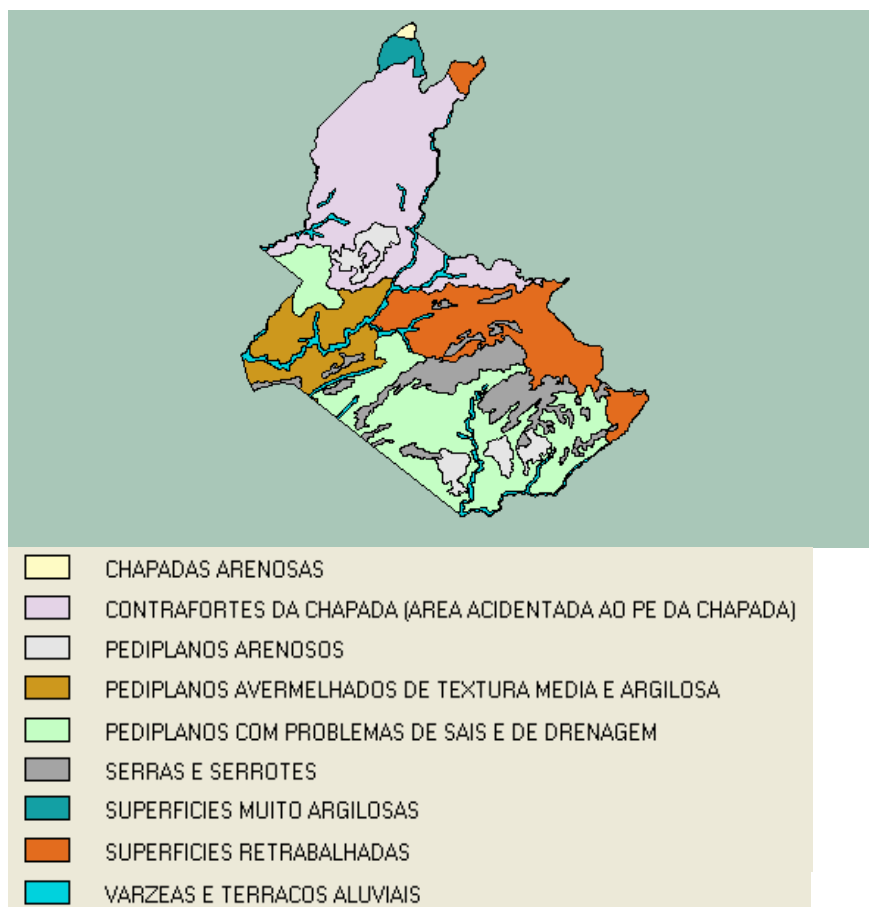 CHAPADAS ARENOSAS
CONTRAFORTES DA CHAPADA (AREA ACIDENTADA AO PE DA CHAPADA)
PEDIPLANOS ARENOSOS
PEDIPLANOS AVERMELHADOS DE TEXTURA MEDIA E ARGILOSA
PEDIPLANOS COM PROBLEMAS DE SAIS E DE DRENAGEM
SERRAS E SERROTES
SUPERFICIES MUITO ARGILOSAS
SUPERFICIES RETRABALHADAS
VARZEAS E TERRACOS ALUVIAIS